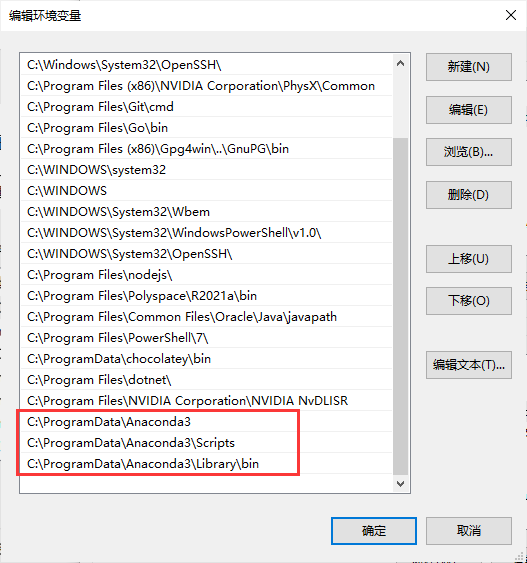 编辑环境变量
C:\Windows\System32\OpenSSH\
C:\Program Files (x86)\NVIDIA Corporation\PhysX\Common
C:\Program Files\Git\cmd
C:\Program Files\Go\bin
C:\Program Files (x86)\Gpg4win\..\GnuPG\bin
C:\WINDOWS\system32
C:\WINDOWS
C:\WINDOWS\System32\Wbem
C:\WINDOWS\System32\WindowsPowerShell\v1.0\
C:\WINDOWS\System32\OpenSSH\
C:\Program Files\nodejs\
C:\Program Files\Polyspace\R2021a\bin
C:\Program Files\Common Files\Oracle\Java\javapath
C:\Program Files\PowerShell\7\
C:\ProgramData\chocolatey\bin
C:\Program Files\dotnet\
C:\Program Files\NVIDIA Corporation\NVIDIA NvDLISR
C:\ProgramData\Anaconda3
C:\ProgramData\Anaconda3\Scripts
C:\ProgramData\Anaconda3\Library\bin
新建(N)
编辑(E)
浏览(B)...
删除(D)
上移(U)
下移(O)
编辑文本(T)...
确定
取消